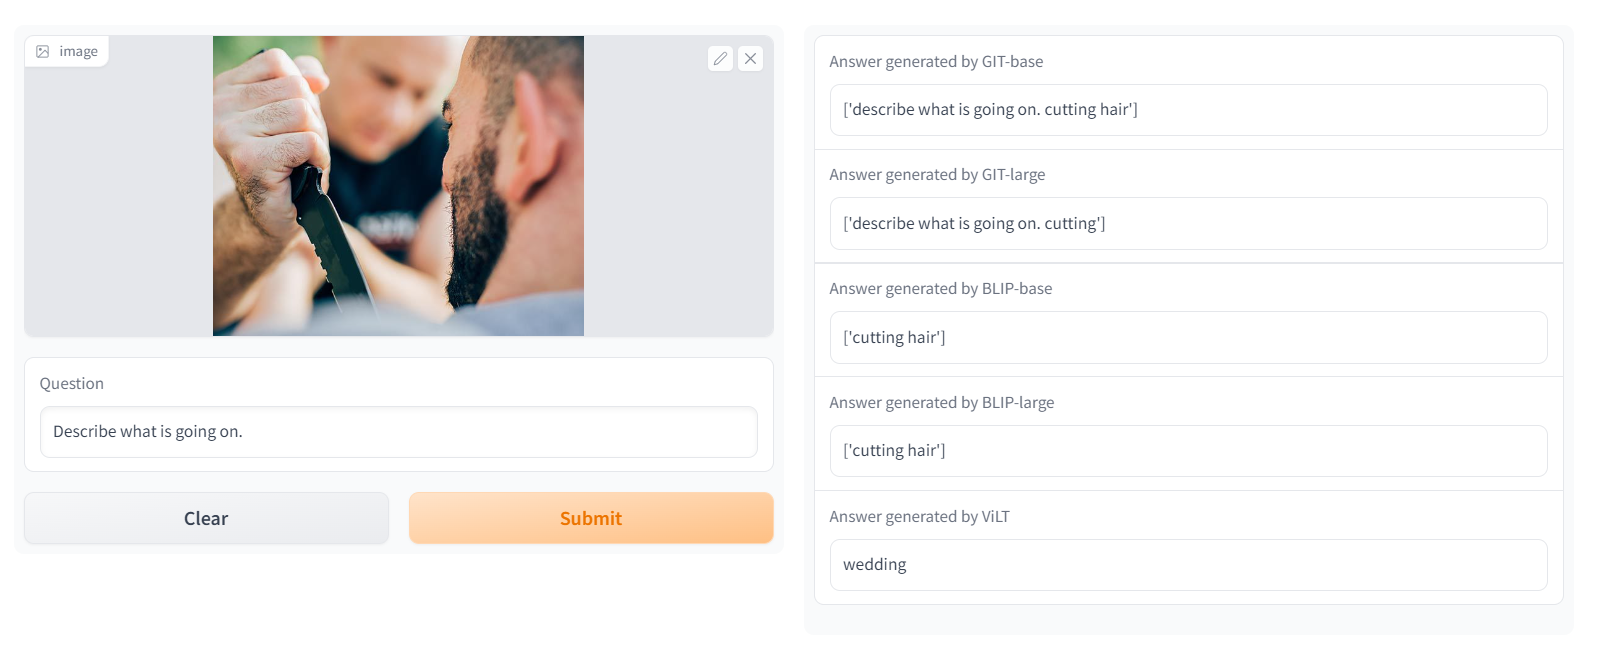 image
Question
Describe what is going on.
Clear
Submit
Answer generated by GIT-base
['describe what is going on. cutting hair']
Answer generated by GIT-large
['describe what is going on. cutting']
Answer generated by BLIP-base
['cutting hair']
Answer generated by BLIP-large
['cutting hair']
Answer generated by ViLT
wedding